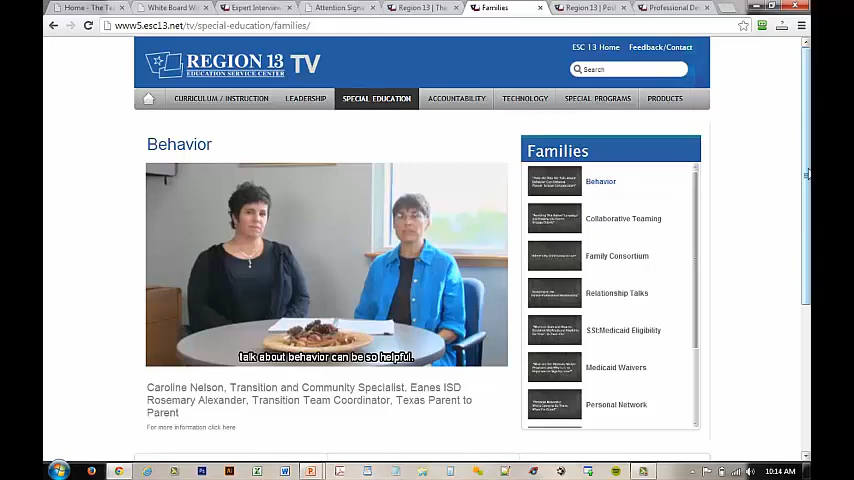 Home - The Te
White Board Wi
Expert Interview
Attention Signa
Region 13 | The
Families
Region 13 | Pos
Professional De
www5.esc13.net/tv/special-education/families/
ESC 13 Home Feedback/Contact
REGION 13 TV
EDUCATION SERVICE CENTER
Search
CURRICULUM / INSTRUCTION LEADERSHIP SPECIAL EDUCATION ACCOUNTABILITY TECHNOLOGY SPECIAL PROGRAMS PRODUCTS
Behavior
talk about behavior can be so helpful.
Caroline Nelson, Transition and Community Specialist, Eanes ISD
Rosemary Alexander, Transition Team Coordinator, Texas Parent to
Parent
For more information click here
Families
Behavior
Collaborative Teaming
Family Consortium
Relationship Talks
SSI:Medicaid Eligibility
Medicaid Waivers
Personal Network
10:14 AM